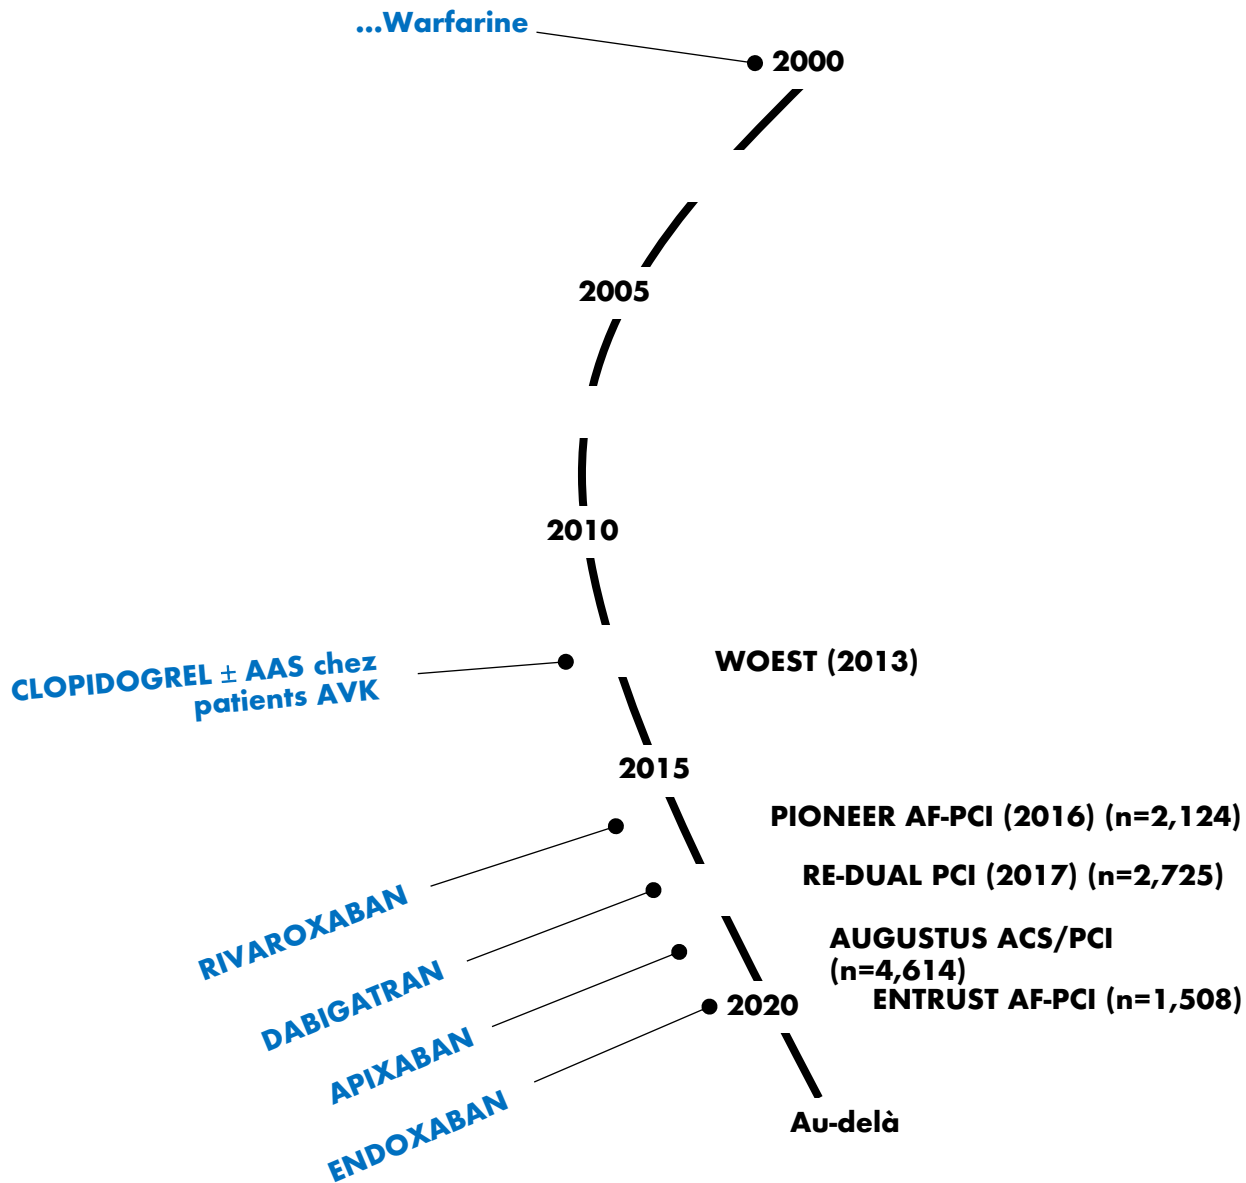 ...Warfarine
2000
2005
2010
CLOPIDOGREL ± AAS chez
patients AVK
WOEST (2013)
2015
PIONEER AF-PCI (2016) (n=2,124)
RIVAROXABAN
RE-DUAL PCI (2017) (n=2,725)
DABIGATRAN
AUGUSTUS ACS/PCI
(n=4,614)
APIXABAN
2020
ENTRUST AF-PCI (n=1,508)
ENDOXABAN
Au-delà